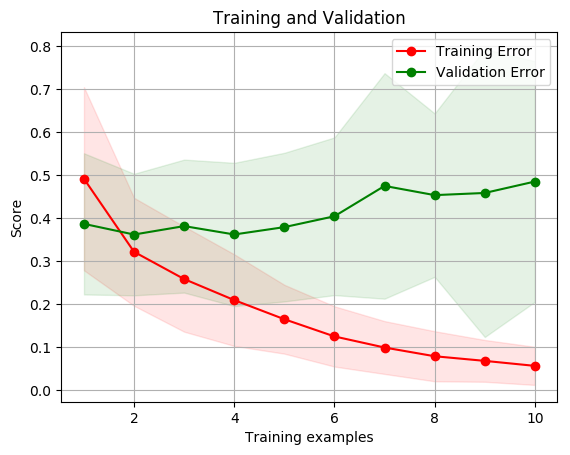 Training and Validation
Training Error
Validation Error
0.8
0.7
0.6
0.5
0.4
0.3
0.2
0.1
0.0
Score
2 4 6 8 10
Training examples